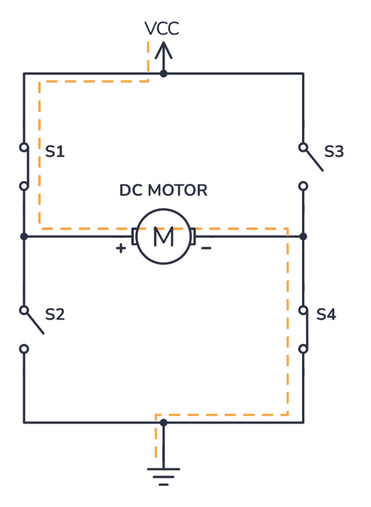 VCC
S1
S3
DC MOTOR
M
+ −
S2
S4